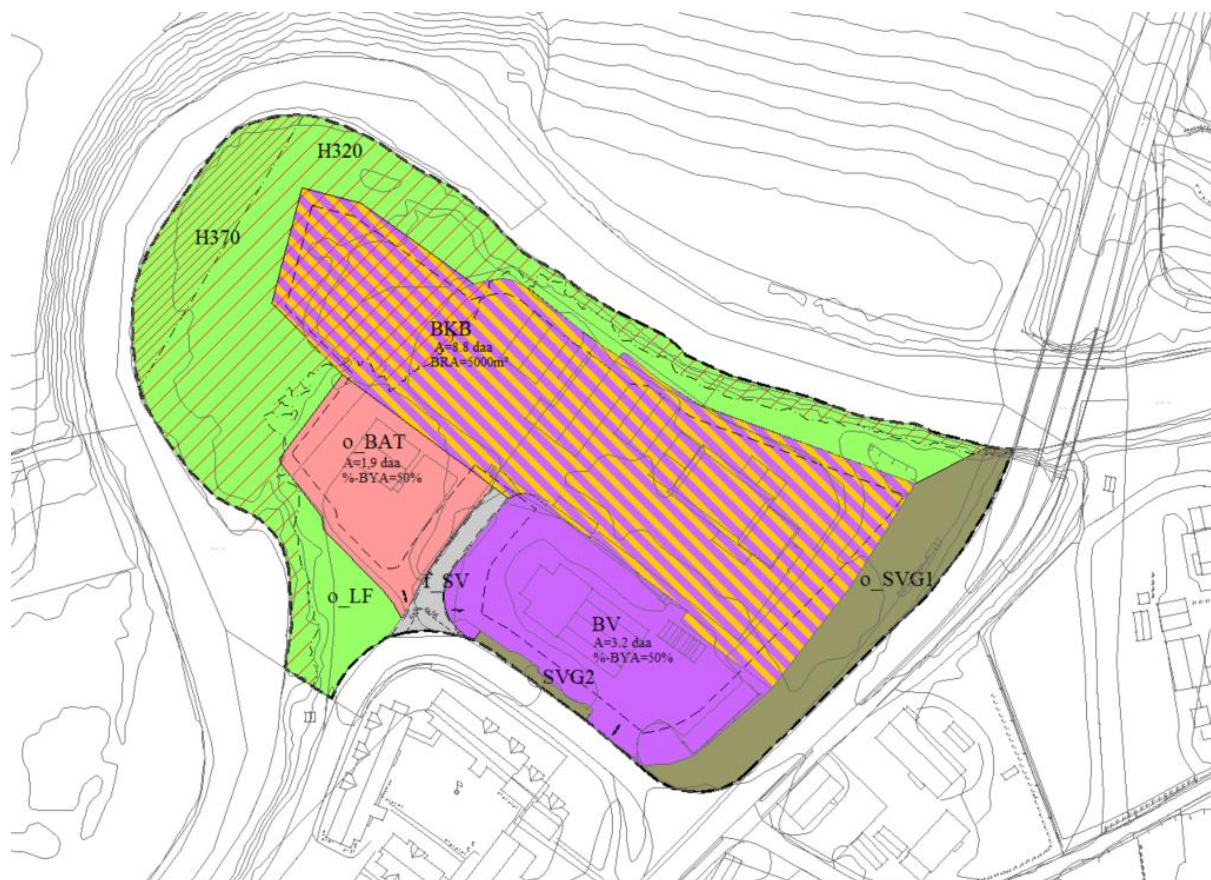 H320
H370
BKB
A=8.8 daa
BRA=5000m²
o_BAT
A=1,9 daa
%-BYA=50%
f_SV
o_SVG1
o_LF
BV
A=3.2 daa
%-BYA=50%
SVG2